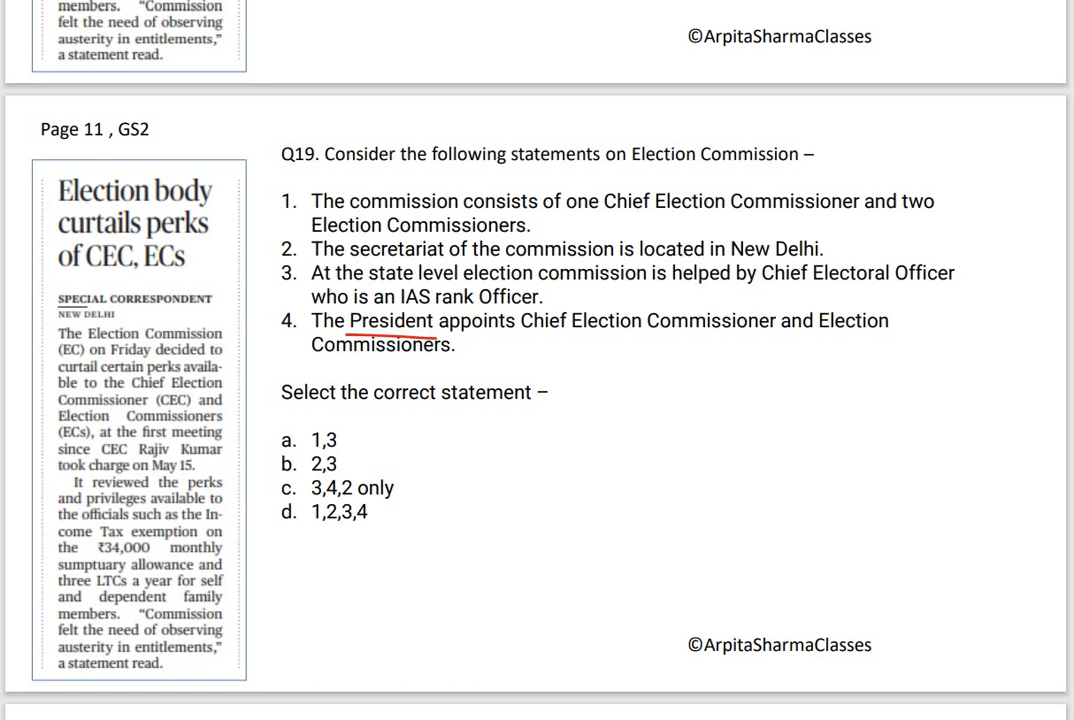 members. "Commission
felt the need of observing
austerity in entitlements,"
a statement read.
©ArpitaSharmaClasses
Page 11 , GS2
Election body
curtails perks
of CEC, ECs
SPECIAL CORRESPONDENT
NEW DELHI
The Election Commission
(EC) on Friday decided to
curtail certain perks availa-
ble to the Chief Election
Commissioner (CEC) and
Election Commissioners
(ECs), at the first meeting
since CEC Rajiv Kumar
took charge on May 15.
It reviewed the perks
and privileges available to
the officials such as the In-
come Tax exemption on
the ₹34,000 monthly
sumptuary allowance and
three LTCs a year for self
and dependent family
members. "Commission
felt the need of observing
austerity in entitlements,"
a statement read.
Q19. Consider the following statements on Election Commission –
1. The commission consists of one Chief Election Commissioner and two
Election Commissioners.
2. The secretariat of the commission is located in New Delhi.
3. At the state level election commission is helped by Chief Electoral Officer
who is an IAS rank Officer.
4. The President appoints Chief Election Commissioner and Election
Commissioners.
Select the correct statement –
a. 1,3
b. 2,3
c. 3,4,2 only
d. 1,2,3,4
©ArpitaSharmaClasses